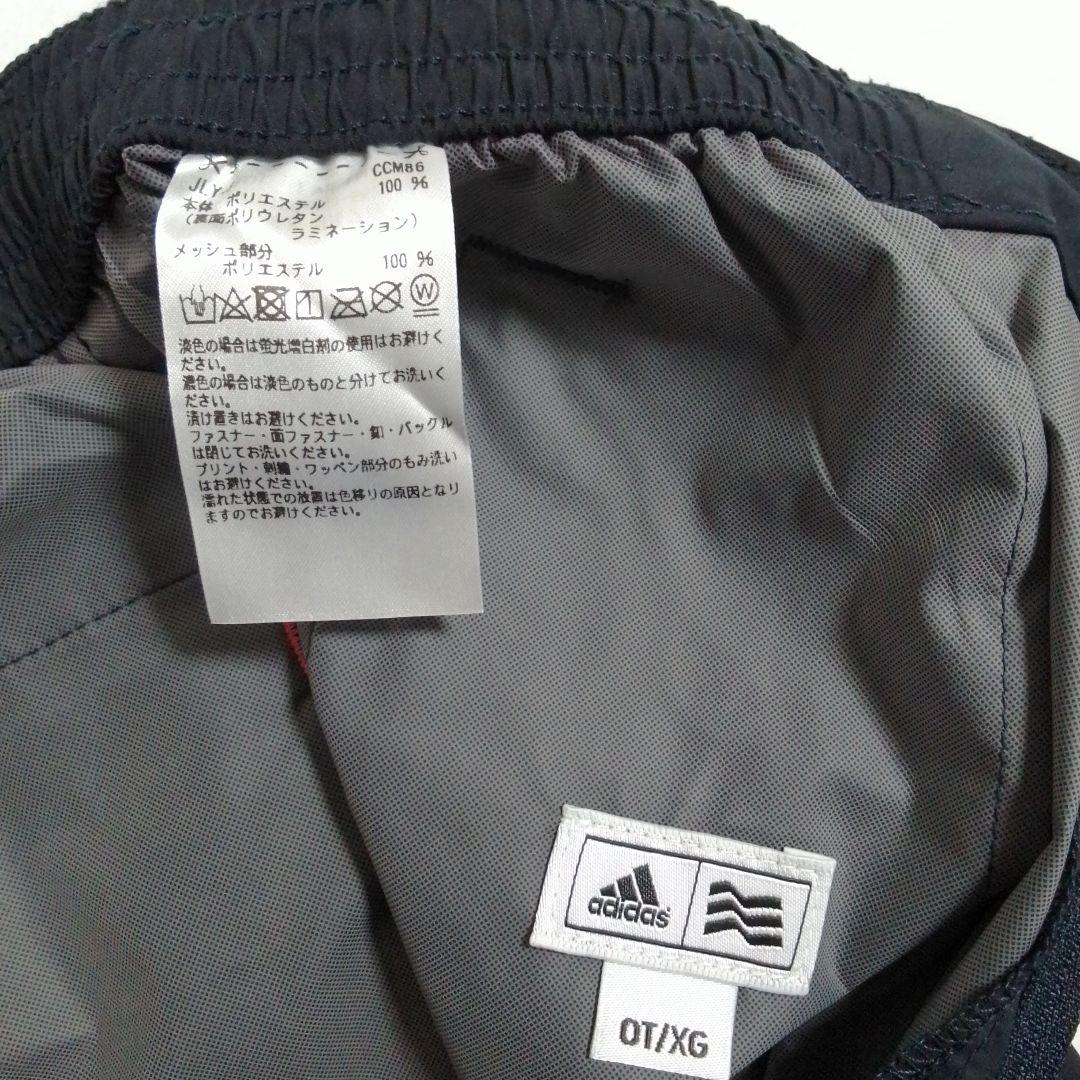 CCM86
JLY
本体 ポリエステル 100 %
(裏面ポリウレタン
ラミネーション)
メッシュ部分
ポリエステル 100 %
1
W
淡色の場合は蛍光増白剤の使用はお避けく
ださい。
濃色の場合は淡色のものと分けてお洗いく
ださい。
漬け置きはお避けください。
ファスナー・面ファスナー・釦・バックル
は閉じてお洗いください。
プリント・刺繍・ワッペン部分のもみ洗い
はお避けください。
濡れた状態での放置は色移りの原因となり
ますのでお避けください。
adidas
OT/XG